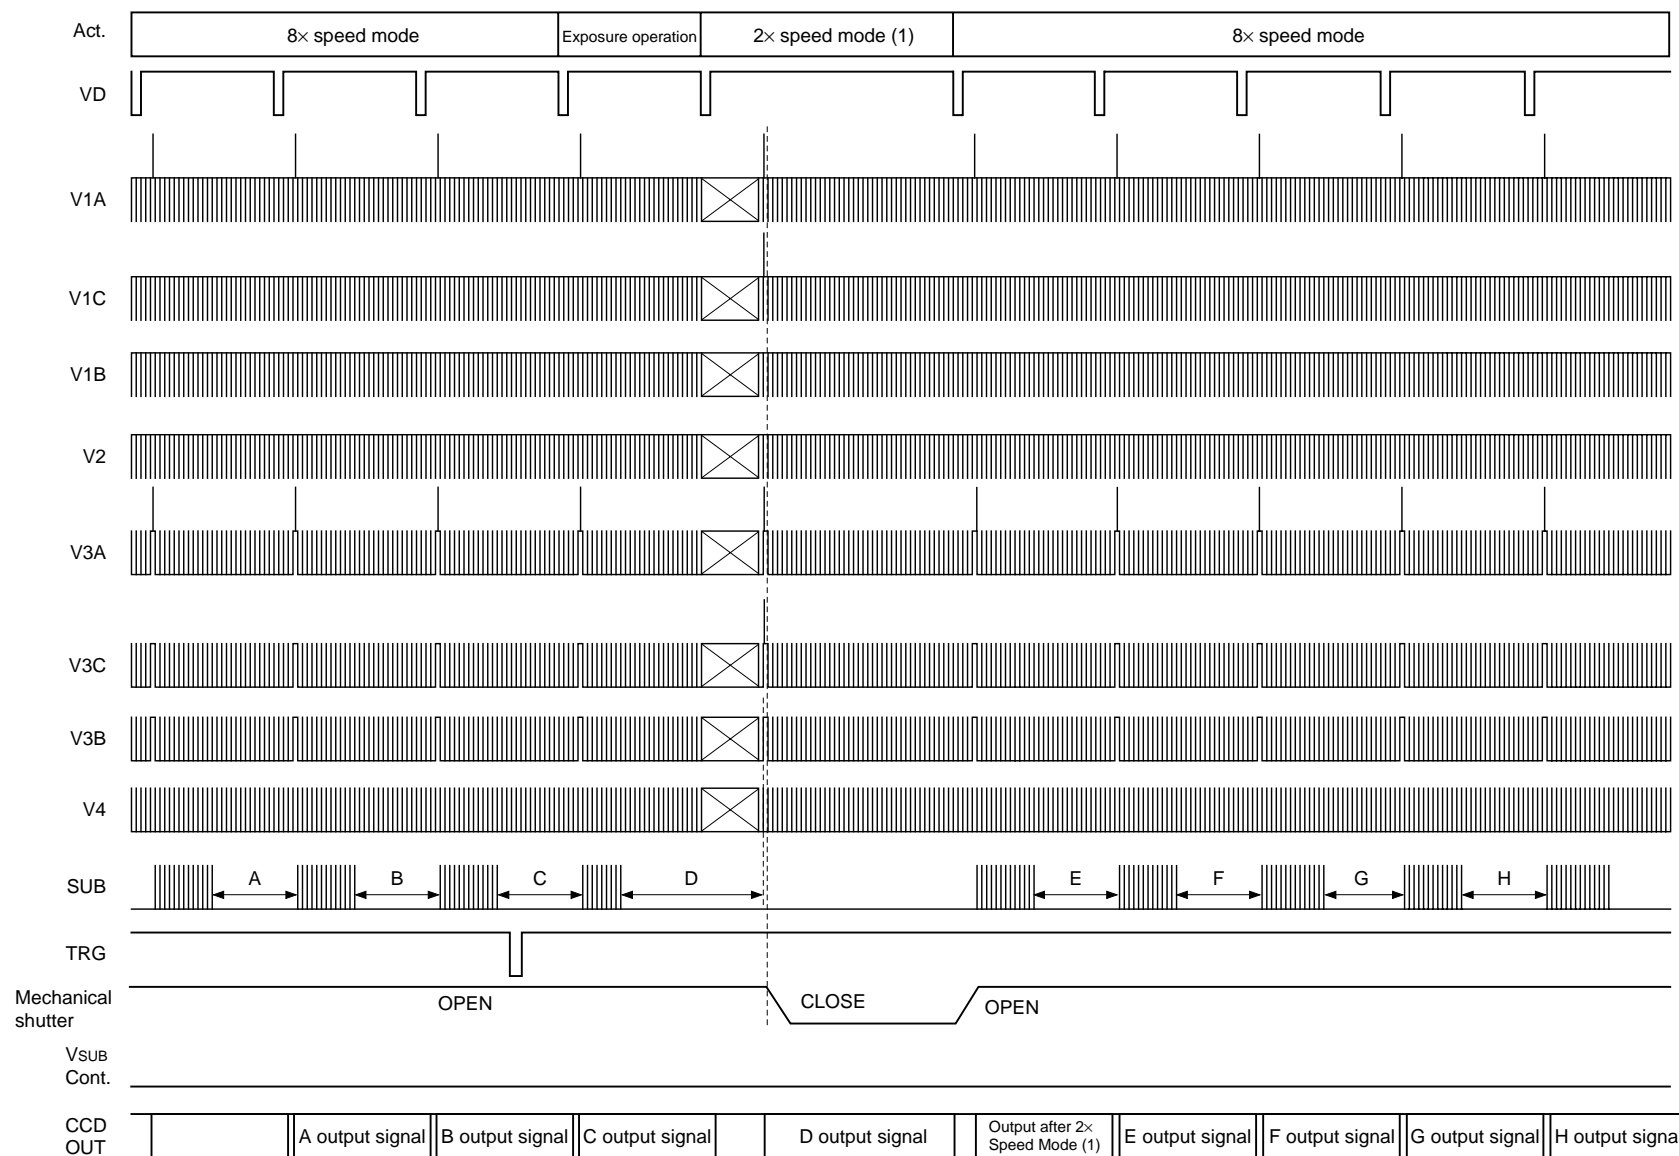 Act.
8× speed mode
Exposure operation
2× speed mode (1)
8× speed mode
VD
V1A
V1C
V1B
V2
V3A
V3C
V3B
V4
SUB
A
B
C
D
E
F
G
H
TRG
Mechanical
shutter
OPEN
CLOSE
OPEN
VSUB
Cont.
CCD
OUT
A output signal
B output signal
C output signal
D output signal
Output after 2×
Speed Mode (1)
E output signal
F output signal
G output signal
H output signa